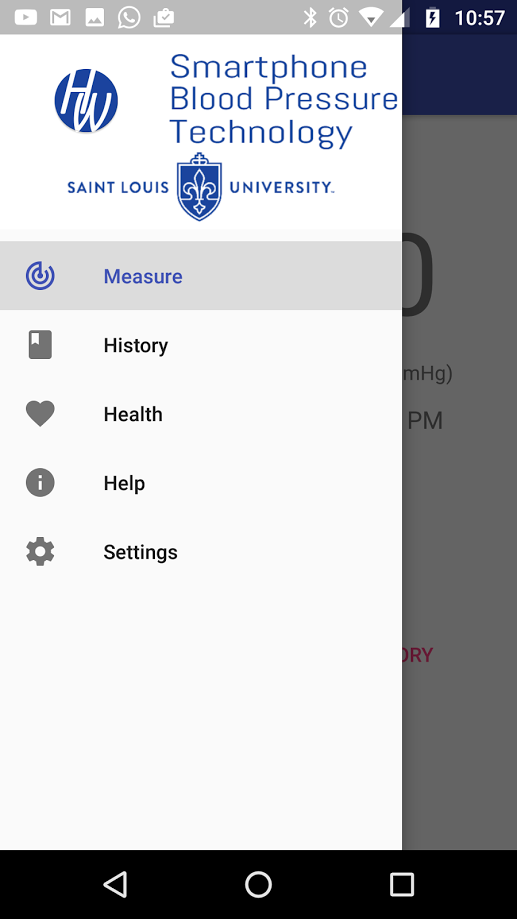 10:57
HW
Smartphone
Blood Pressure
Technology
SAINT LOUIS UNIVERSITY.
Measure
0
History
mHg)
Health
PM
Help
Settings
ORY